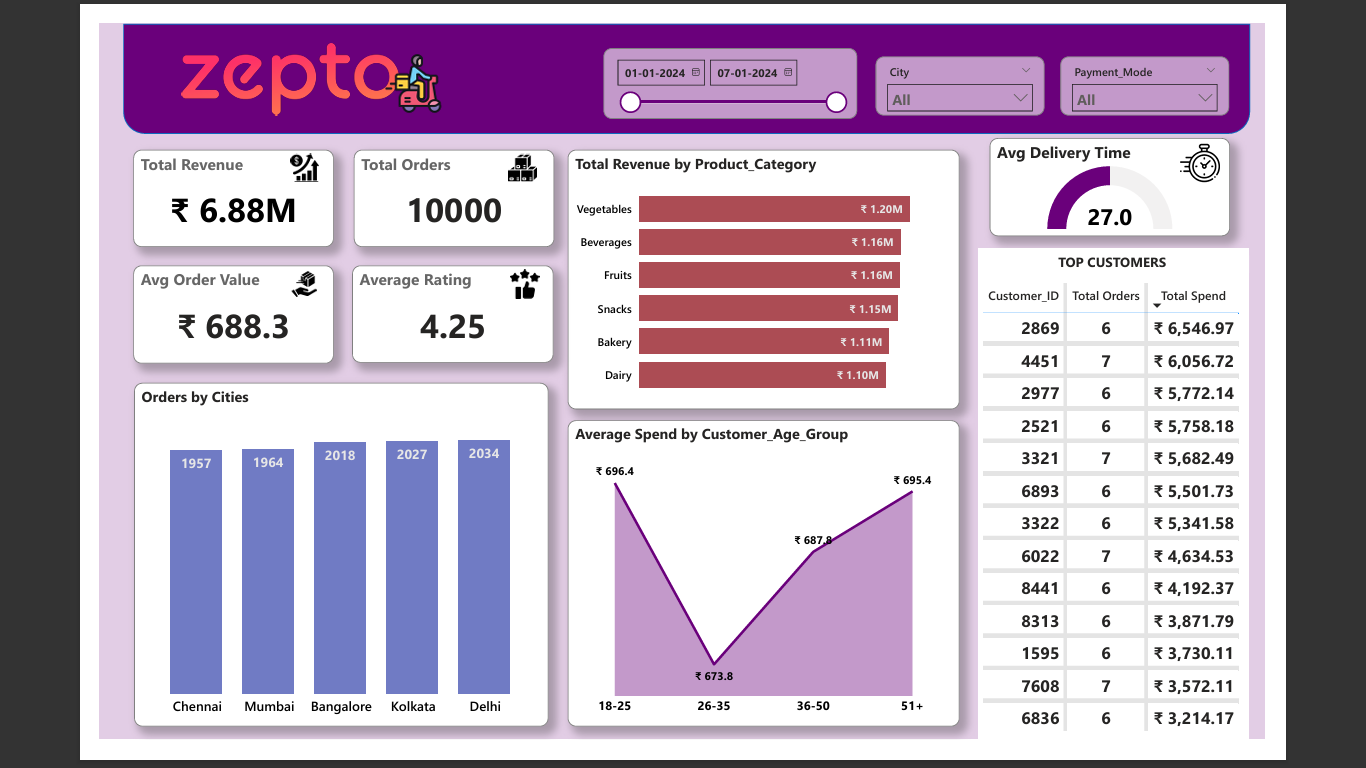 zepto
01-01-2024 07-01-2024
City
All
Payment_Mode
All
Total Revenue
₹ 6.88M
Total Orders
10000
Avg Order Value
₹ 688.3
Average Rating
4.25
Total Revenue by Product_Category
Vegetables ₹ 1.20M
Beverages ₹ 1.16M
Fruits ₹ 1.16M
Snacks ₹ 1.15M
Bakery ₹ 1.11M
Dairy ₹ 1.10M
Avg Delivery Time
27.0
Orders by Cities
1957 1964 2018 2027 2034
Chennai Mumbai Bangalore Kolkata Delhi
Average Spend by Customer_Age_Group
₹ 696.4
₹ 695.4
₹ 687.8
₹ 673.8
18-25 26-35 36-50 51+
TOP CUSTOMERS
Customer_ID Total Orders Total Spend
2869 6 ₹ 6,546.97
4451 7 ₹ 6,056.72
2977 6 ₹ 5,772.14
2521 6 ₹ 5,758.18
3321 7 ₹ 5,682.49
6893 6 ₹ 5,501.73
3322 6 ₹ 5,341.58
6022 7 ₹ 4,634.53
8441 6 ₹ 4,192.37
8313 6 ₹ 3,871.79
1595 6 ₹ 3,730.11
7608 7 ₹ 3,572.11
6836 6 ₹ 3,214.17